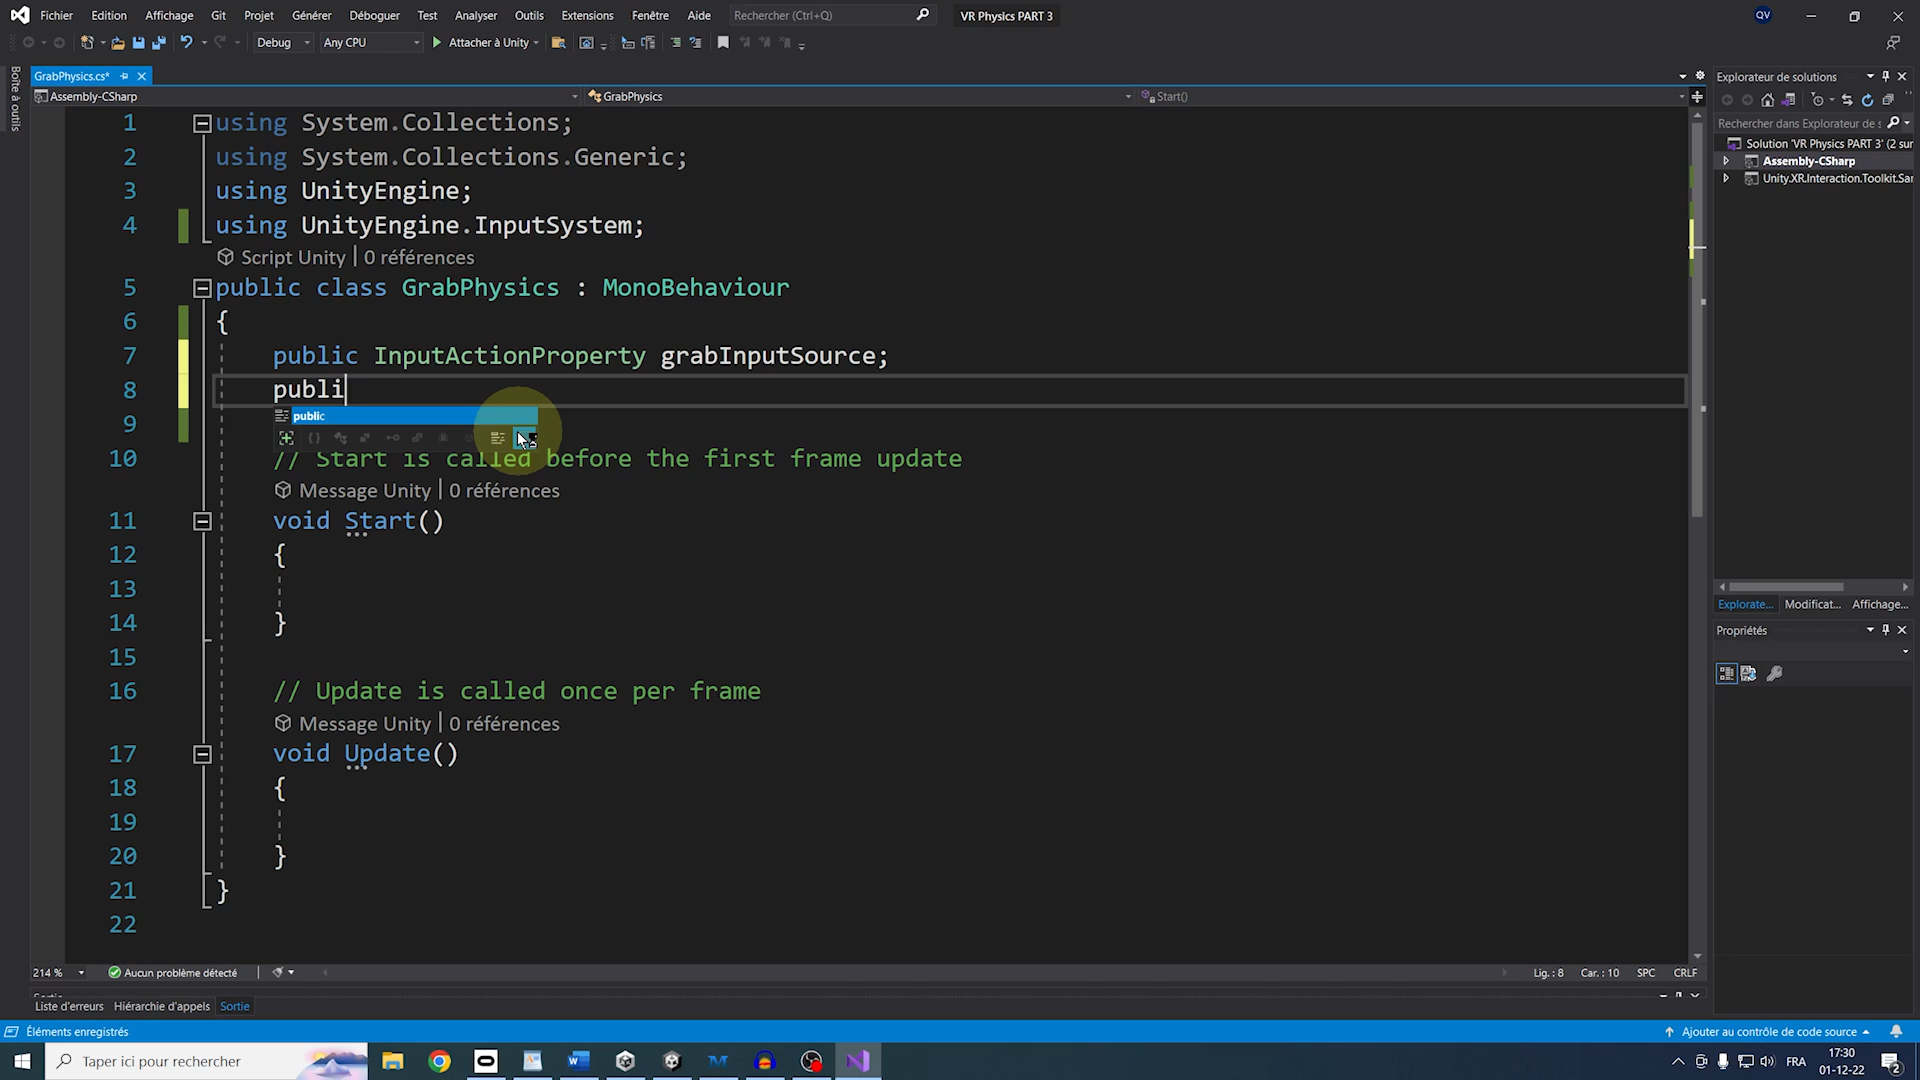 Fichier Edition Affichage Git Projet Générer Déboguer Test Analyser Outils Extensions Fenêtre Aide Rechercher (Ctrl+Q) VR Physics PART 3 QV
Debug Any CPU Attacher à Unity
Boîte à outils
GrabPhysics.cs*
Assembly-CSharp GrabPhysics Start()
1 using System.Collections;
2 using System.Collections.Generic;
3 using UnityEngine;
4 using UnityEngine.InputSystem;
Script Unity | 0 références
5 public class GrabPhysics : MonoBehaviour
6 {
7 public InputActionProperty grabInputSource;
8 publi
public
9
10 // Start is called before the first frame update
Message Unity | 0 références
11 void Start()
12 {
13
14 }
15
16 // Update is called once per frame
Message Unity | 0 références
17 void Update()
18 {
19
20 }
21 }
22
214 % Aucun problème détecté Lig. : 8 Car. : 10 SPC CRLF
Liste d'erreurs Hiérarchie d'appels Sortie
Éléments enregistrés Ajouter au contrôle de code source
Explorateur de solutions
Rechercher dans Explorateur de s
Solution 'VR Physics PART 3' (2 sur
Assembly-CSharp
Unity.XR.Interaction.Toolkit.Sar
Explorate... Modificat... Affichage...
Propriétés
Taper ici pour rechercher
FRA 17:30
01-12-22 2